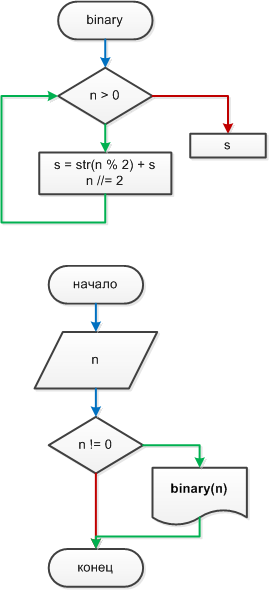 binary
n > 0
s = str(n % 2) + s
n //= 2
s
начало
n
n != 0
binary(n)
конец